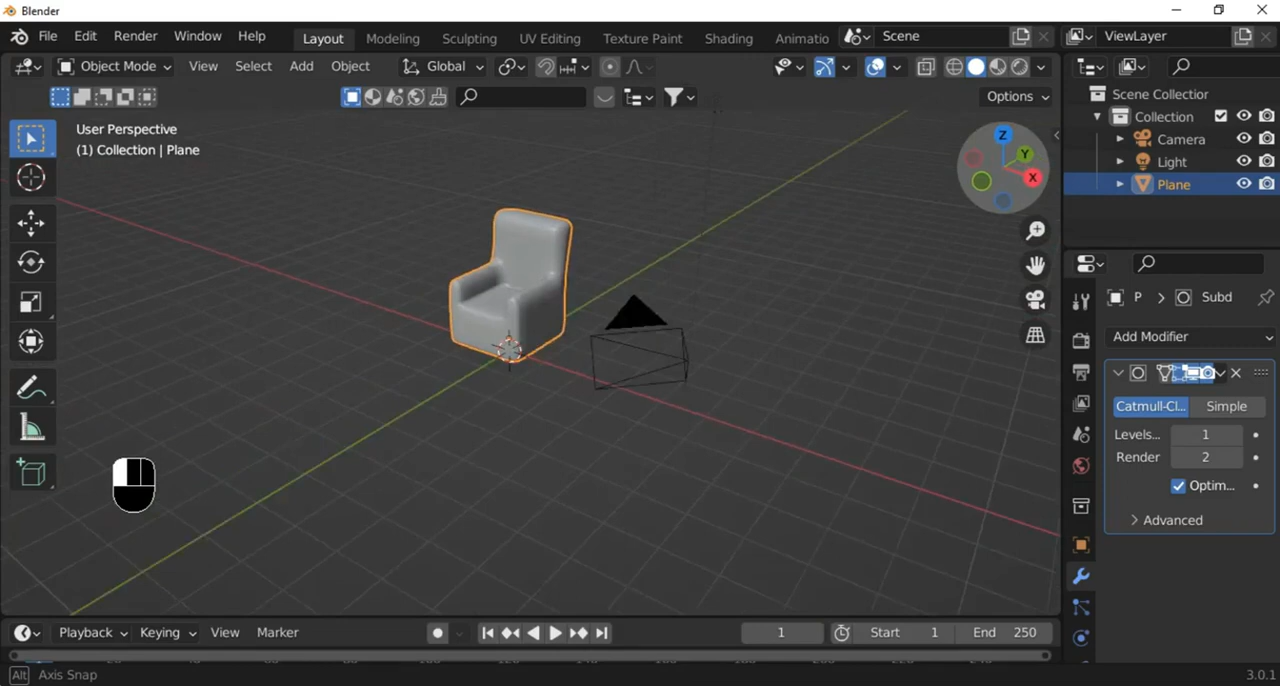 Blender
File Edit Render Window Help Layout Modeling Sculpting UV Editing Texture Paint Shading Animatio Scene ViewLayer
Object Mode View Select Add Object Global
Options
User Perspective
(1) Collection | Plane
Z
Y
X
Scene Collectior
Collection
Camera
Light
Plane
P Subd
Add Modifier
Catmull-Cl... Simple
Levels... 1
Render 2
Optim...
Advanced
Playback Keying View Marker 1 Start 1 End 250
Alt Axis Snap 3.0.1